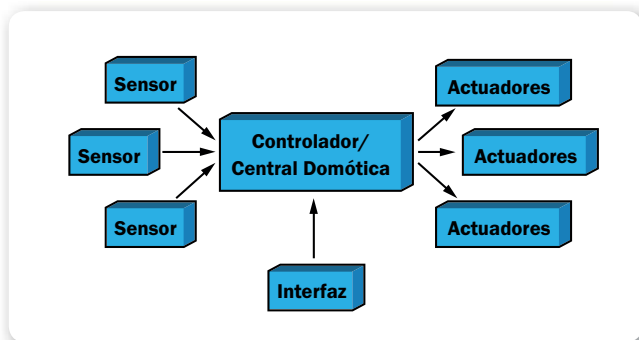 Sensor
Sensor
Sensor
Controlador/
Central Domótica
Actuadores
Actuadores
Actuadores
Interfaz